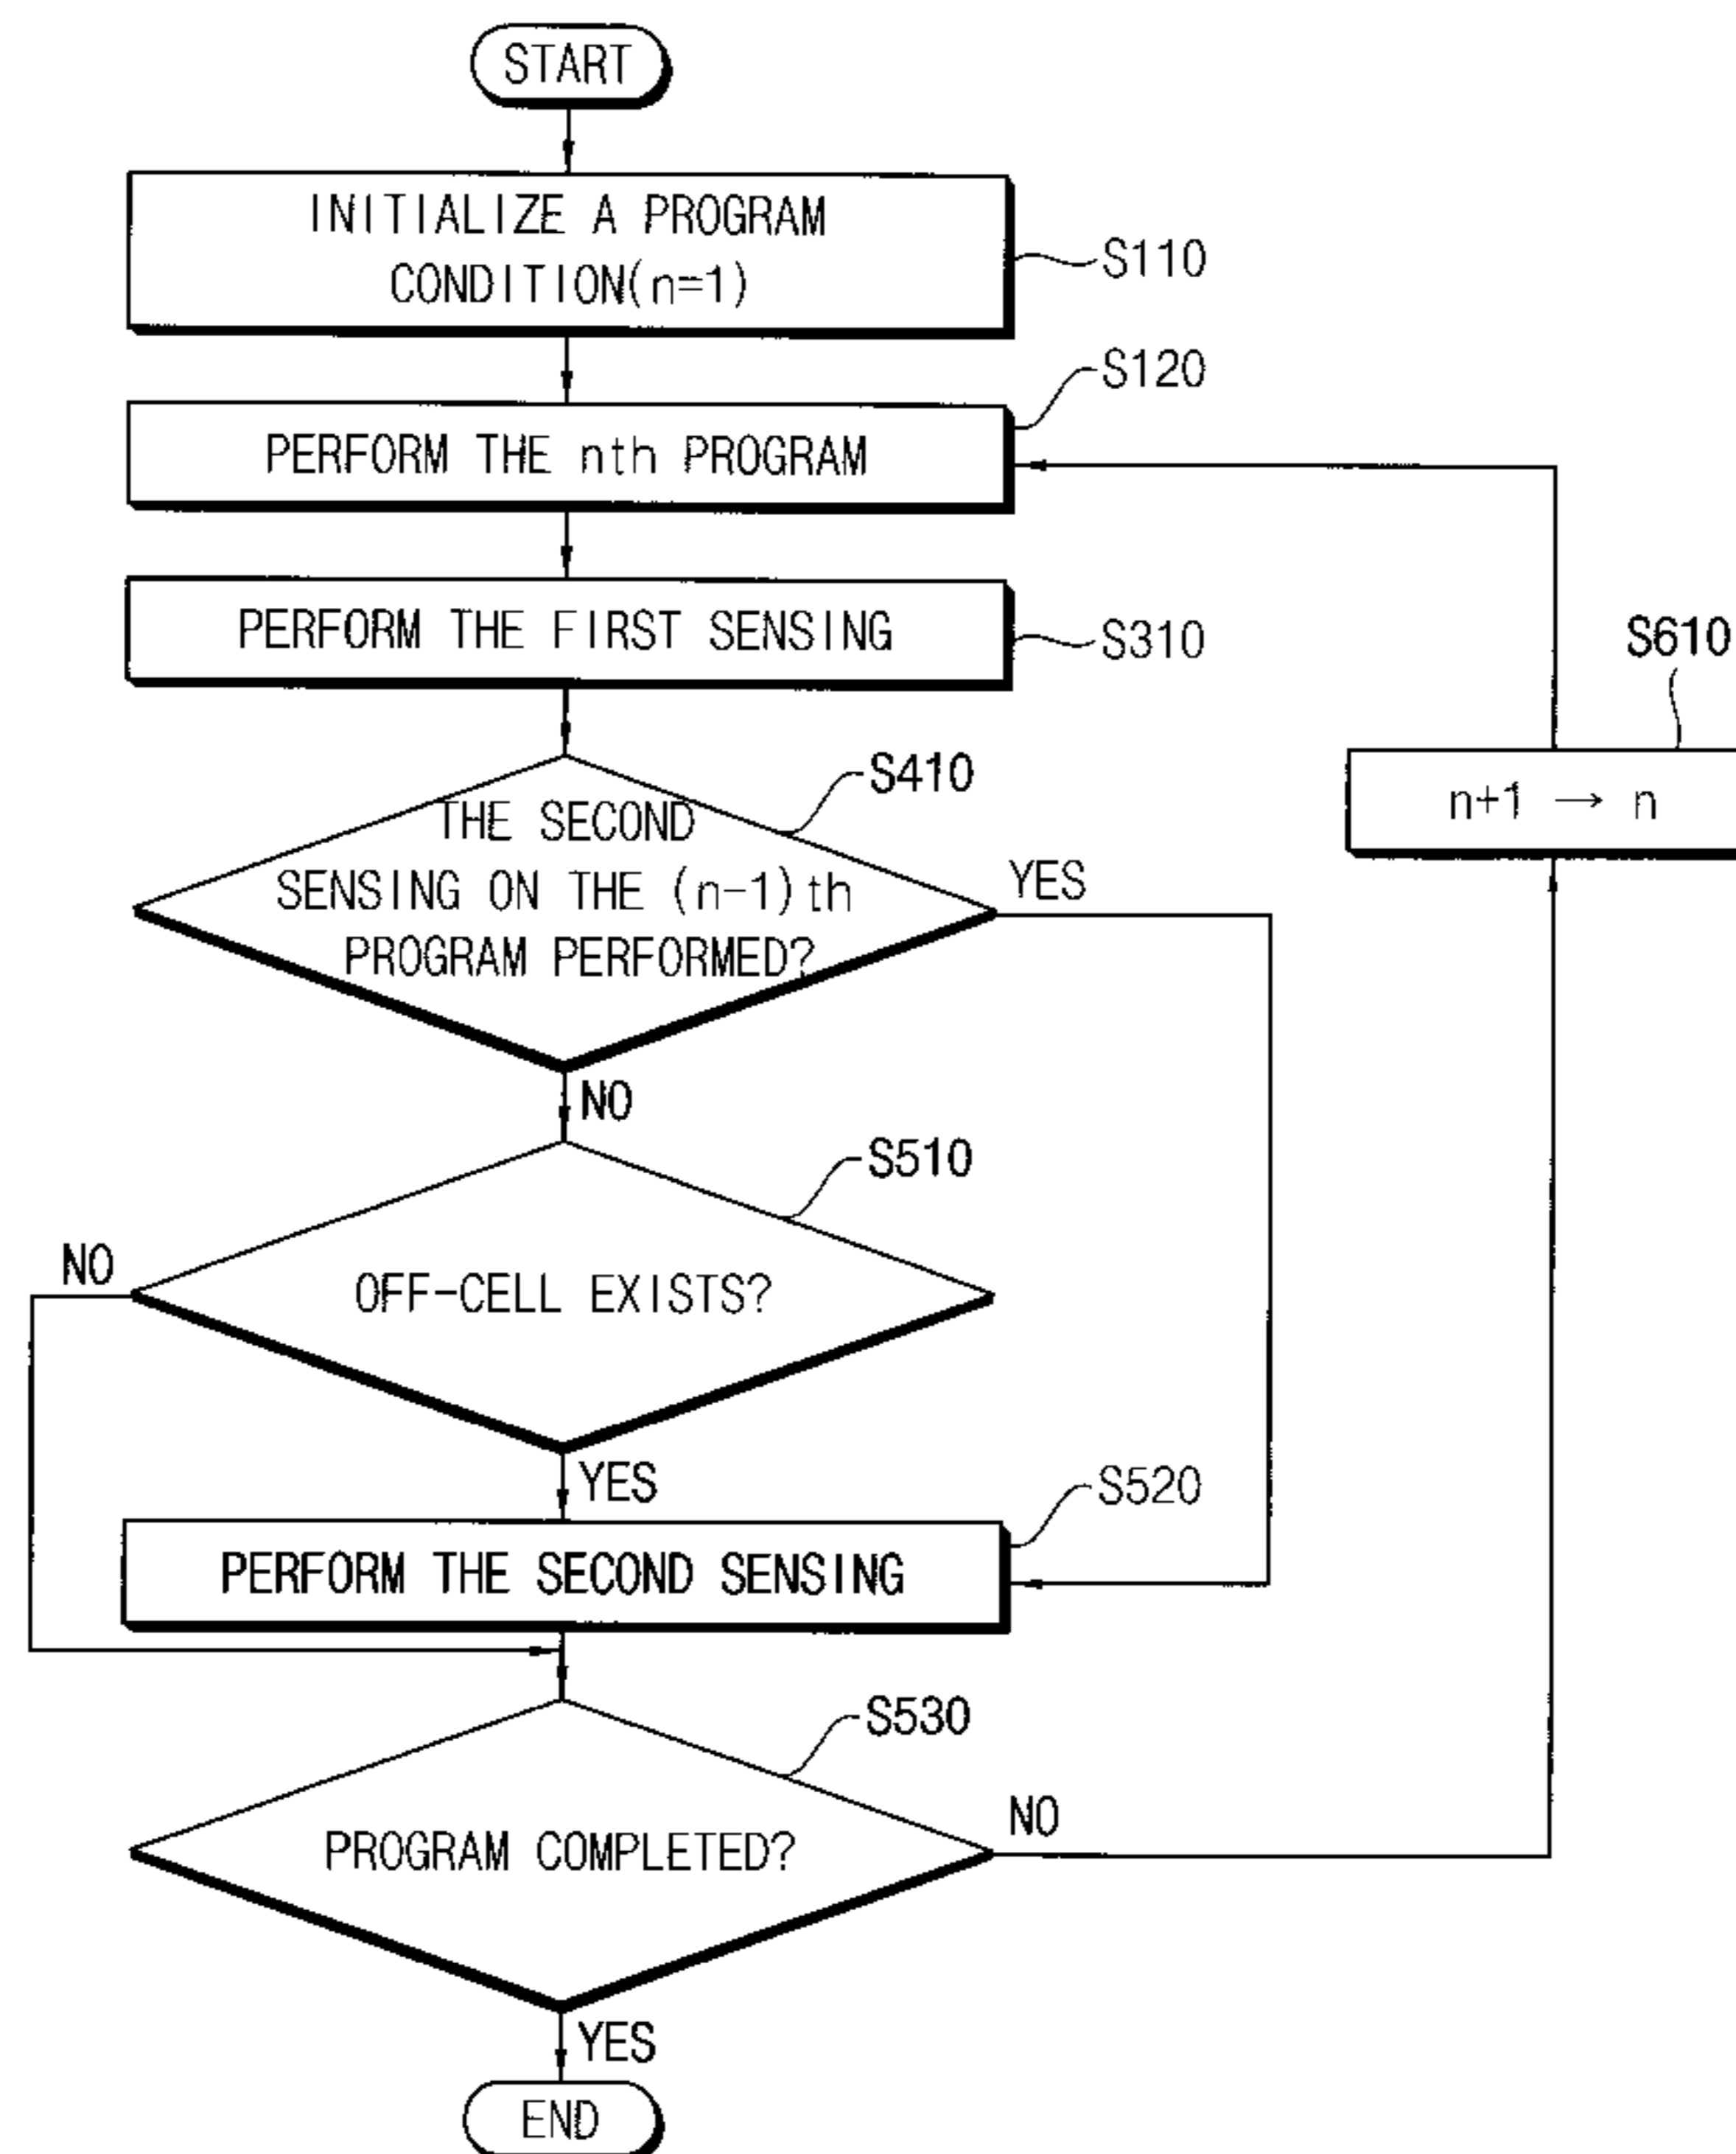 START
INITIALIZE A PROGRAM
CONDITION(n=1)
S110
S120
PERFORM THE nth PROGRAM
PERFORM THE FIRST SENSING
S310
S610
n+1 → n
S410
THE SECOND
SENSING ON THE (n-1)th
PROGRAM PERFORMED?
YES
NO
S510
NO
OFF-CELL EXISTS?
YES
S520
PERFORM THE SECOND SENSING
S530
PROGRAM COMPLETED?
NO
YES
END